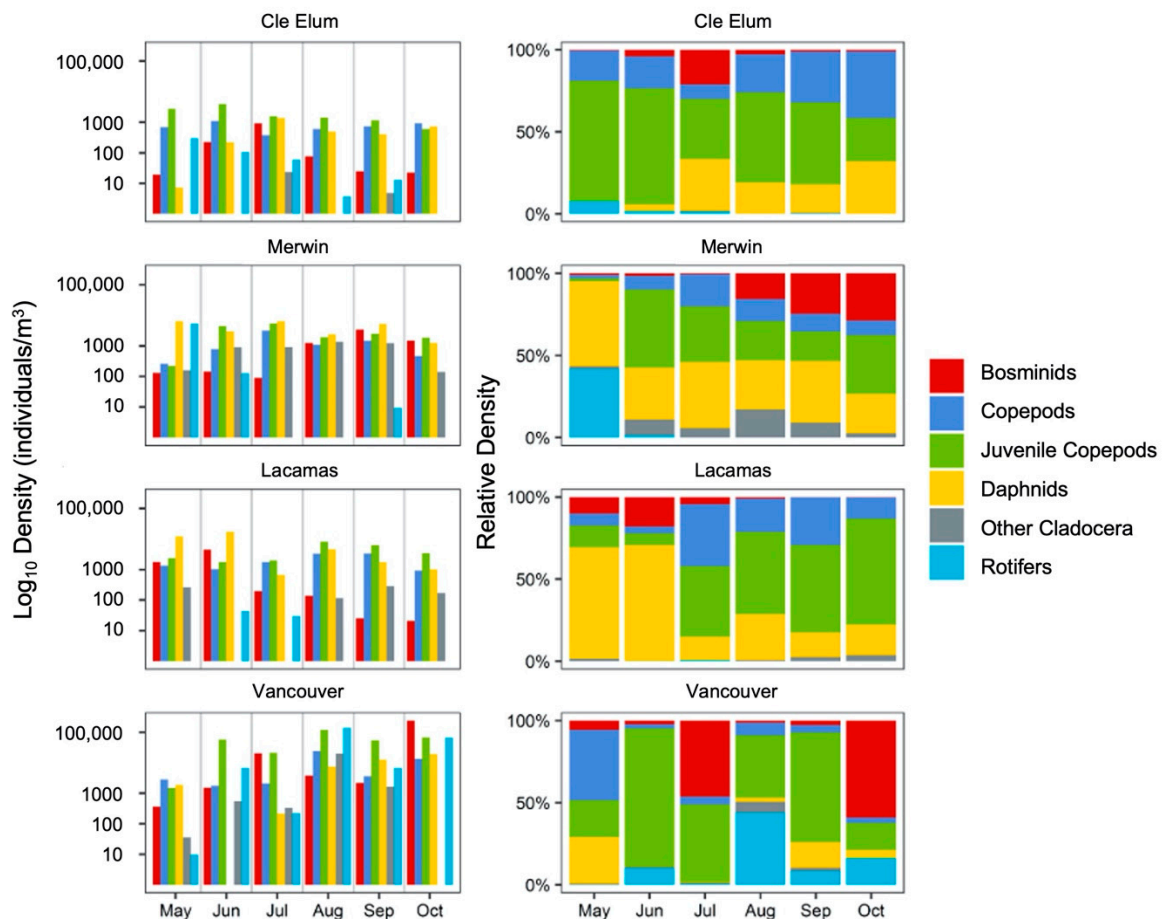 Cle Elum
Cle Elum
100,000
1000
100
10
100%
50%
0%
Merwin
Merwin
100,000
1000
100
10
100%
50%
0%
Lacamas
Lacamas
100,000
1000
100
10
100%
50%
0%
Vancouver
Vancouver
100,000
1000
100
10
100%
50%
0%
May Jun Jul Aug Sep Oct
May Jun Jul Aug Sep Oct
Log₁₀ Density (individuals/m³)
Relative Density
Bosminids
Copepods
Juvenile Copepods
Daphnids
Other Cladocera
Rotifers